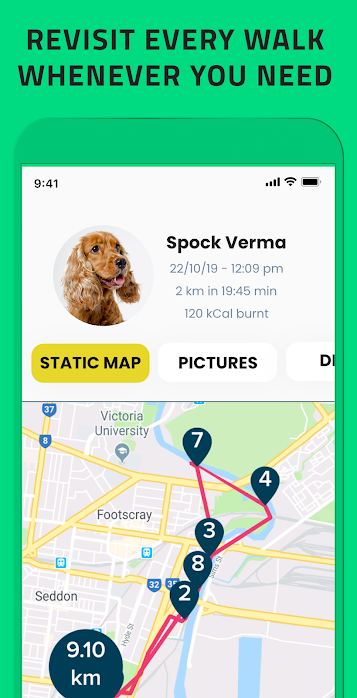 REVISIT EVERY WALK
WHENEVER YOU NEED
9:41
Spock Verma
22/10/19 - 12:09 pm
2 km in 19:45 min
120 kCal burnt
STATIC MAP
PICTURES
37
Victoria
University
8
7
4
Footscray
3
8
32
35
2
Seddon
Hyde St
9.10
km